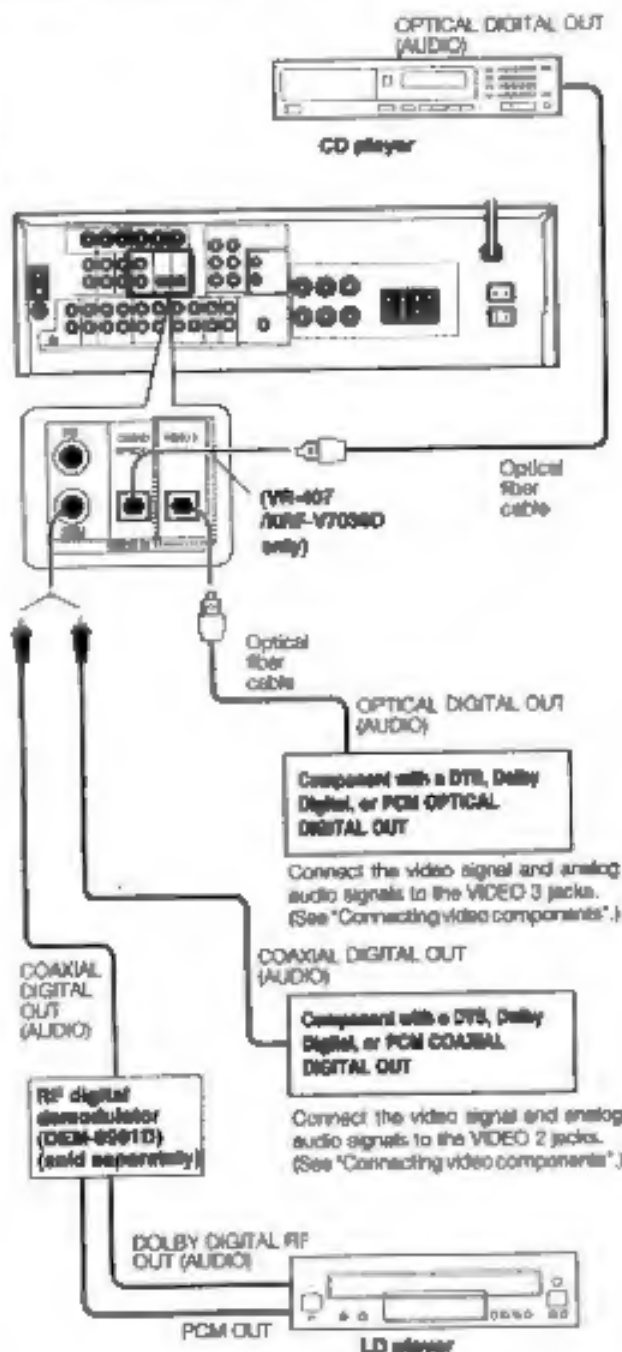 OPTICAL DIGITAL OUT
(AUDIO)
CD player
Optical
fiber
cable
(VR-407
only)
Optical
fiber
cable
OPTICAL DIGITAL OUT
(AUDIO)
Component with a DTS, Dolby
Digital, or PCM OPTICAL
DIGITAL OUT
Connect the video signal and analog
audio signals to the VIDEO 3 jacks.
(See "Connecting video components".)
COAXIAL
DIGITAL
OUT
(AUDIO)
COAXIAL DIGITAL OUT
(AUDIO)
Component with a DTS, Dolby
Digital, or PCM COAXIAL
DIGITAL OUT
RF digital
demodulator
(sold separately)
Connect the video signal and analog
audio signals to the VIDEO 2 jacks.
(See "Connecting video components".)
DOLBY DIGITAL RF
OUT (AUDIO)
PCM OUT
LD player